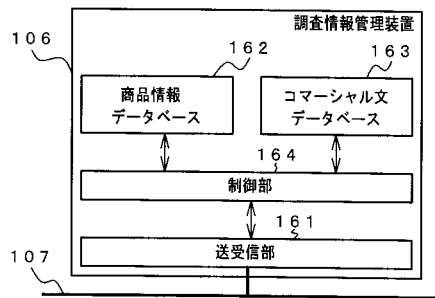 調査情報管理装置
106
162
163
商品情報
データベース
コマーシャル文
データベース
164
制御部
161
送受信部
107